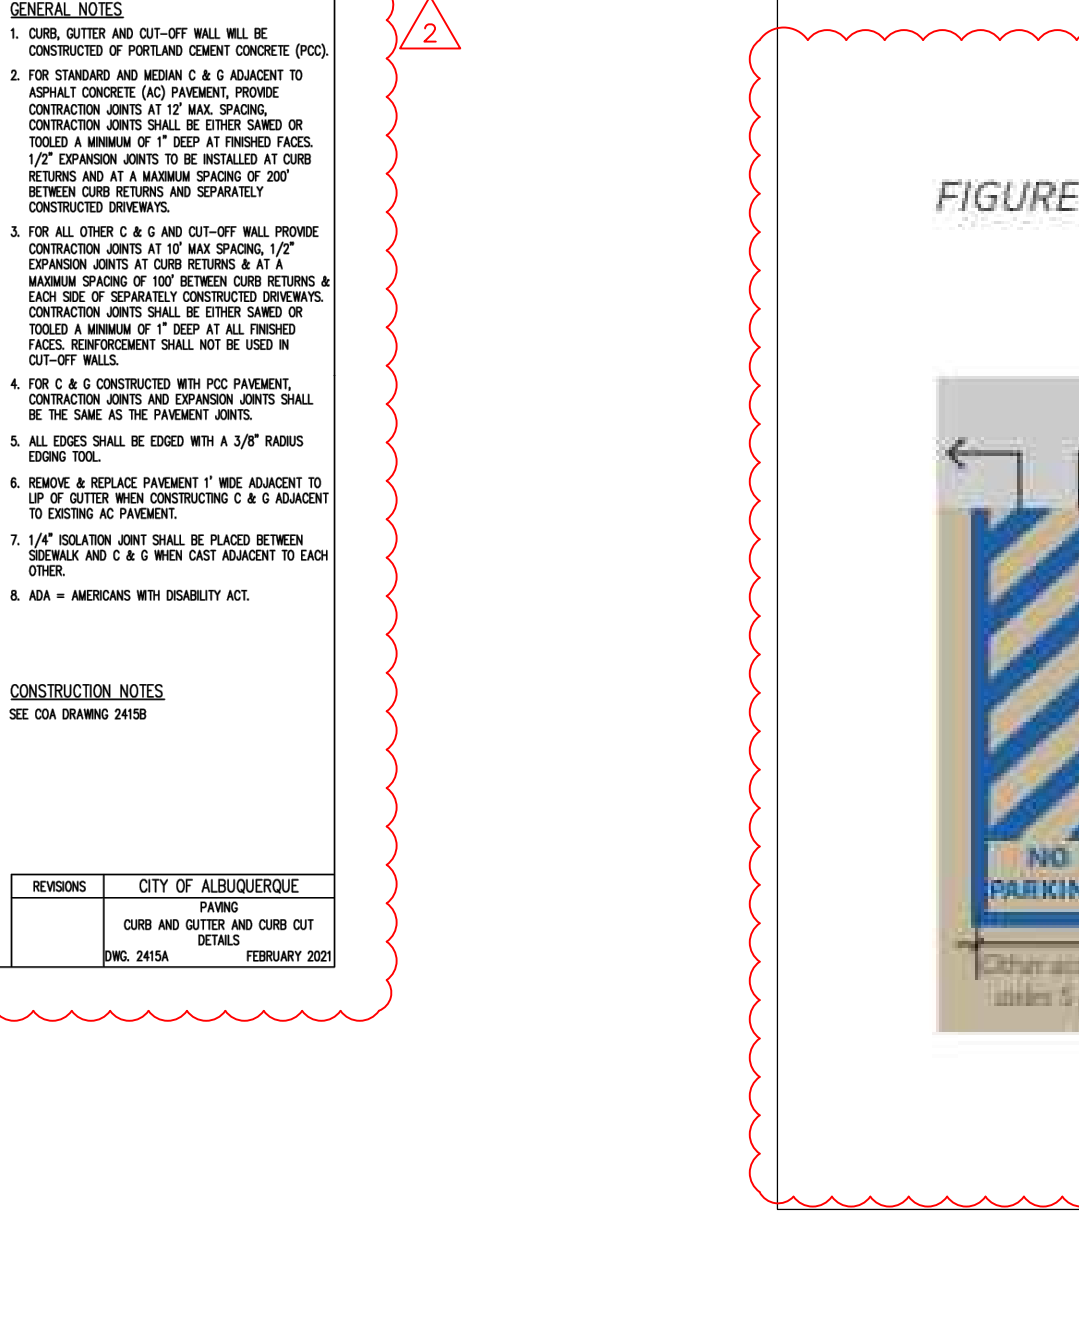 GENERAL NOTES
1. CURB, GUTTER AND CUT-OFF WALL WILL BE
CONSTRUCTED OF PORTLAND CEMENT CONCRETE (PCC).
2. FOR STANDARD AND MEDIAN C & G ADJACENT TO
ASPHALT CONCRETE (AC) PAVEMENT, PROVIDE
CONTRACTION JOINTS AT 12' MAX. SPACING,
CONTRACTION JOINTS SHALL BE EITHER SAWED OR
TOOLED A MINIMUM OF 1" DEEP AT FINISHED FACES.
1/2" EXPANSION JOINTS TO BE INSTALLED AT CURB
RETURNS AND AT A MAXIMUM SPACING OF 200'
BETWEEN CURB RETURNS AND SEPARATELY
CONSTRUCTED DRIVEWAYS.
3. FOR ALL OTHER C & G AND CUT-OFF WALL PROVIDE
CONTRACTION JOINTS AT 10' MAX SPACING, 1/2"
EXPANSION JOINTS AT CURB RETURNS & AT A
MAXIMUM SPACING OF 100' BETWEEN CURB RETURNS &
EACH SIDE OF SEPARATELY CONSTRUCTED DRIVEWAYS.
CONTRACTION JOINTS SHALL BE EITHER SAWED OR
TOOLED A MINIMUM OF 1" DEEP AT ALL FINISHED
FACES. REINFORCEMENT SHALL NOT BE USED IN
CUT-OFF WALLS.
4. FOR C & G CONSTRUCTED WITH PCC PAVEMENT,
CONTRACTION JOINTS AND EXPANSION JOINTS SHALL
BE THE SAME AS THE PAVEMENT JOINTS.
5. ALL EDGES SHALL BE EDGED WITH A 3/8" RADIUS
EDGING TOOL.
6. REMOVE & REPLACE PAVEMENT 1' WIDE ADJACENT TO
LIP OF GUTTER WHEN CONSTRUCTING C & G ADJACENT
TO EXISTING AC PAVEMENT.
7. 1/4" ISOLATION JOINT SHALL BE PLACED BETWEEN
SIDEWALK AND C & G WHEN CAST ADJACENT TO EACH
OTHER.
8. ADA = AMERICANS WITH DISABILITY ACT.
CONSTRUCTION NOTES
SEE COA DRAWING 2415B
REVISIONS
CITY OF ALBUQUERQUE
PAVING
CURB AND GUTTER AND CURB CUT
DETAILS
DWG. 2415A FEBRUARY 2021
2
FIGURE
NO
PARKIN
Other